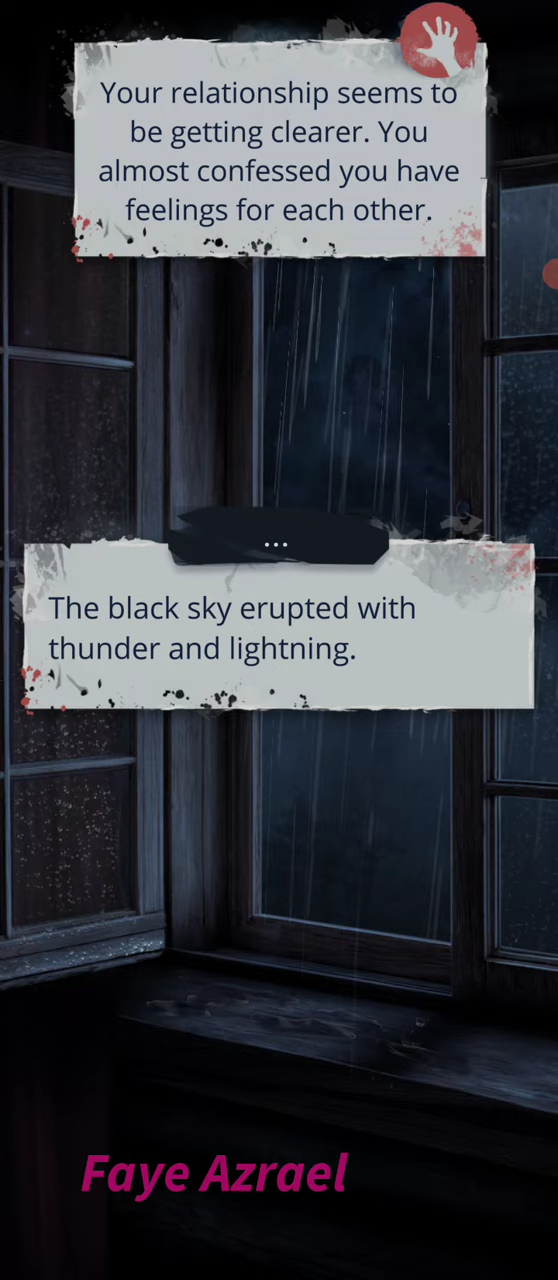 Your relationship seems to
be getting clearer. You
almost confessed you have
feelings for each other.
...
The black sky erupted with
thunder and lightning.
Faye Azrael